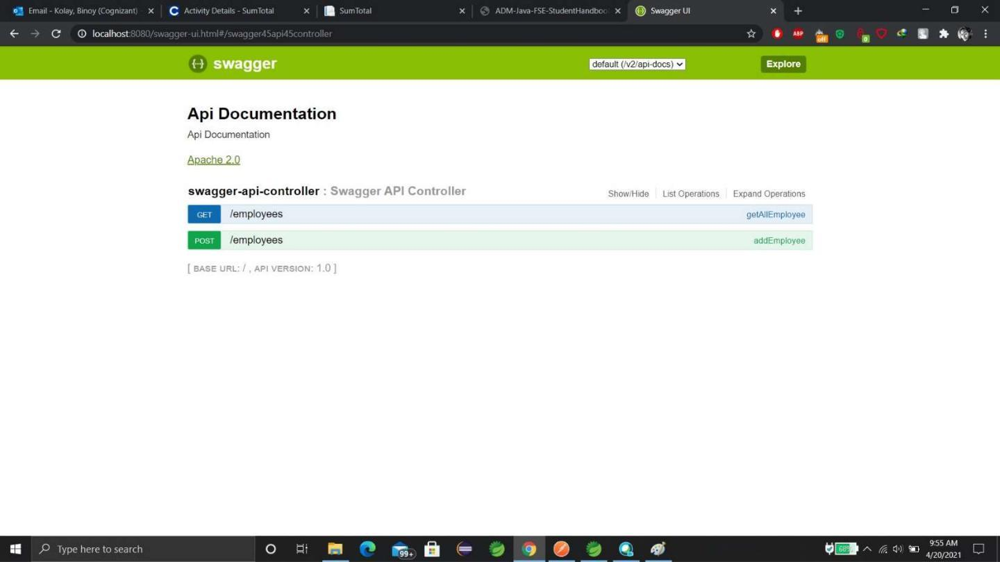 Email - Kolay, Binoy (Cognizant)
Activity Details - SumTotal
SumTotal
ADM-Java-FSE-StudentHandboo
Swagger UI
localhost:8080/swagger-ui.html#/swagger45api45controller
ABP
off
0
swagger
default (/v2/api-docs)
Explore
Api Documentation
Api Documentation
Apache 2.0
swagger-api-controller : Swagger API Controller
Show/Hide
List Operations
Expand Operations
GET /employees getAllEmployee
POST /employees addEmployee
[ BASE URL: / , API VERSION: 1.0 ]
Type here to search
99+
68%
9:55 AM
4/20/2021